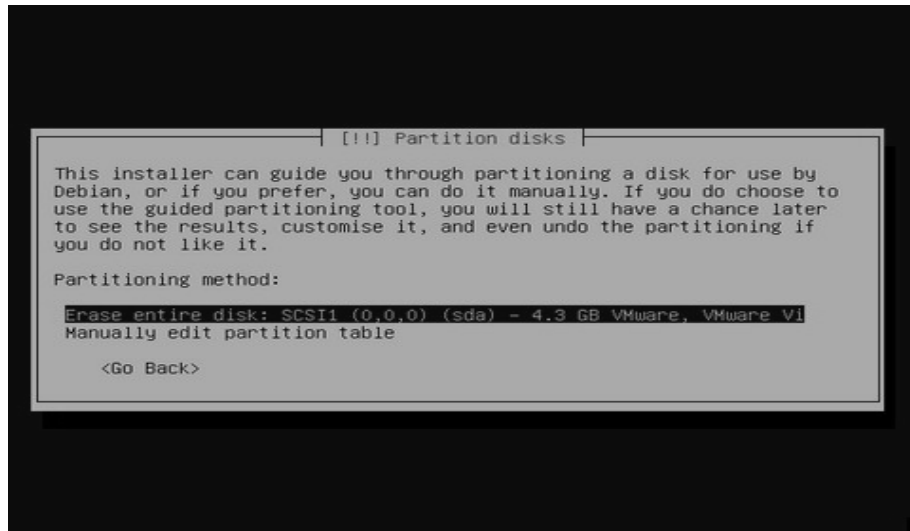 [!!] Partition disks
This installer can guide you through partitioning a disk for use by
Debian, or if you prefer, you can do it manually. If you do choose to
use the guided partitioning tool, you will still have a chance later
to see the results, customise it, and even undo the partitioning if
you do not like it.
Partitioning method:
Erase entire disk: SCSI1 (0,0,0) (sda) - 4.3 GB VMware, VMware Vi
Manually edit partition table
<Go Back>